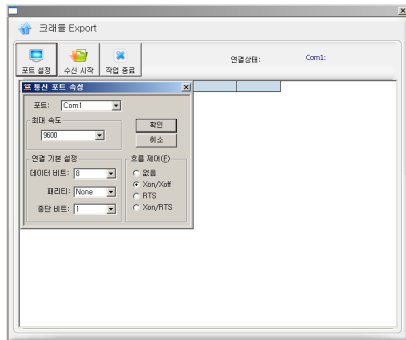 크래들 Export
포트 설정
수신 시작
작업 종료
연결상태:
Com1:
통신 포트 속성
포트: Com1
최대 속도
9600
확인
취소
연결 기본 설정
데이터 비트: 8
패리티: None
중단 비트: 1
흐름 제어(F)
없음
Xon/Xoff
RTS
Xon/RTS